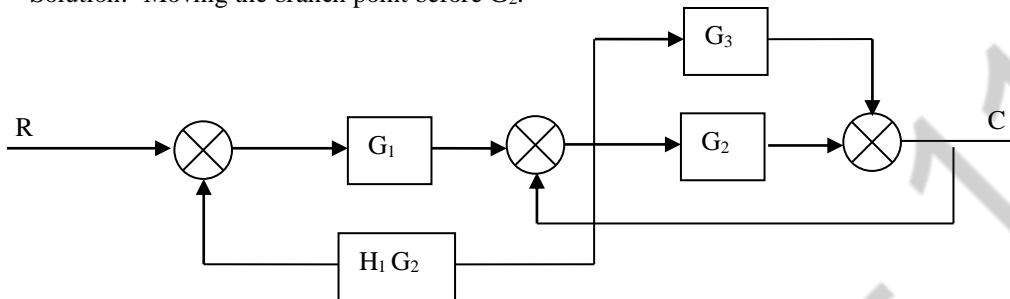 Solution: Moving the branch point before G₂.
G₃
R
G₁
G₂
C
H₁ G₂